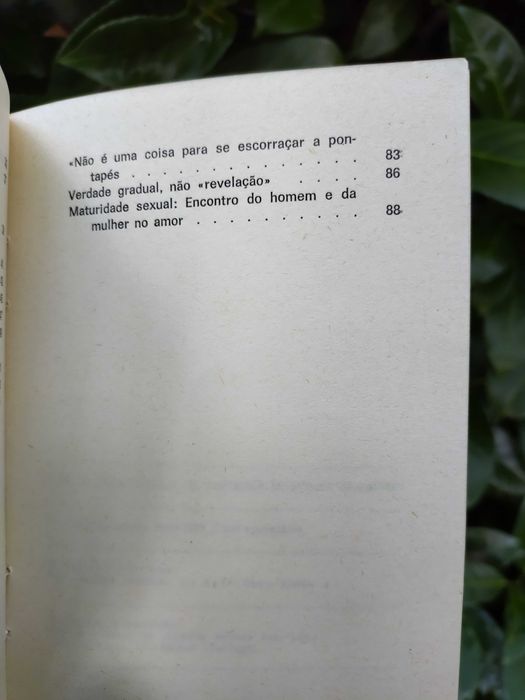 «Não é uma coisa para se escorraçar a pon-
tapés . . . . . . . . . . . . . 83
Verdade gradual, não «revelação» . . . . 86
Maturidade sexual: Encontro do homem e da
mulher no amor . . . . . . . . . . 88